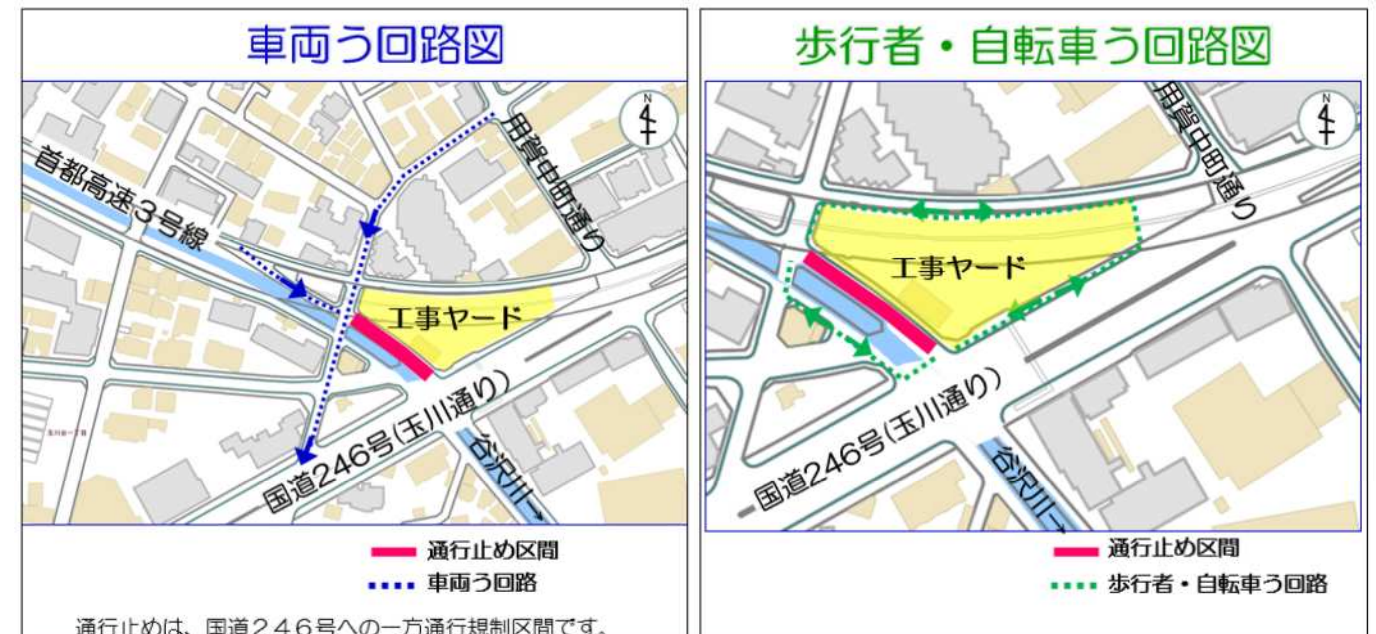 車両う回路図
用賀中町通り
首都高速3号線
工事ヤード
国道246号(玉川通り)
谷沢川→
通行止め区間
車両う回路
通行止めは、国道246号への一方通行規制区間です。
歩行者・自転車う回路図
N
用賀中町通り
工事ヤード
国道246号(玉川通り)
谷沢川→
通行止め区間
歩行者・自転車う回路